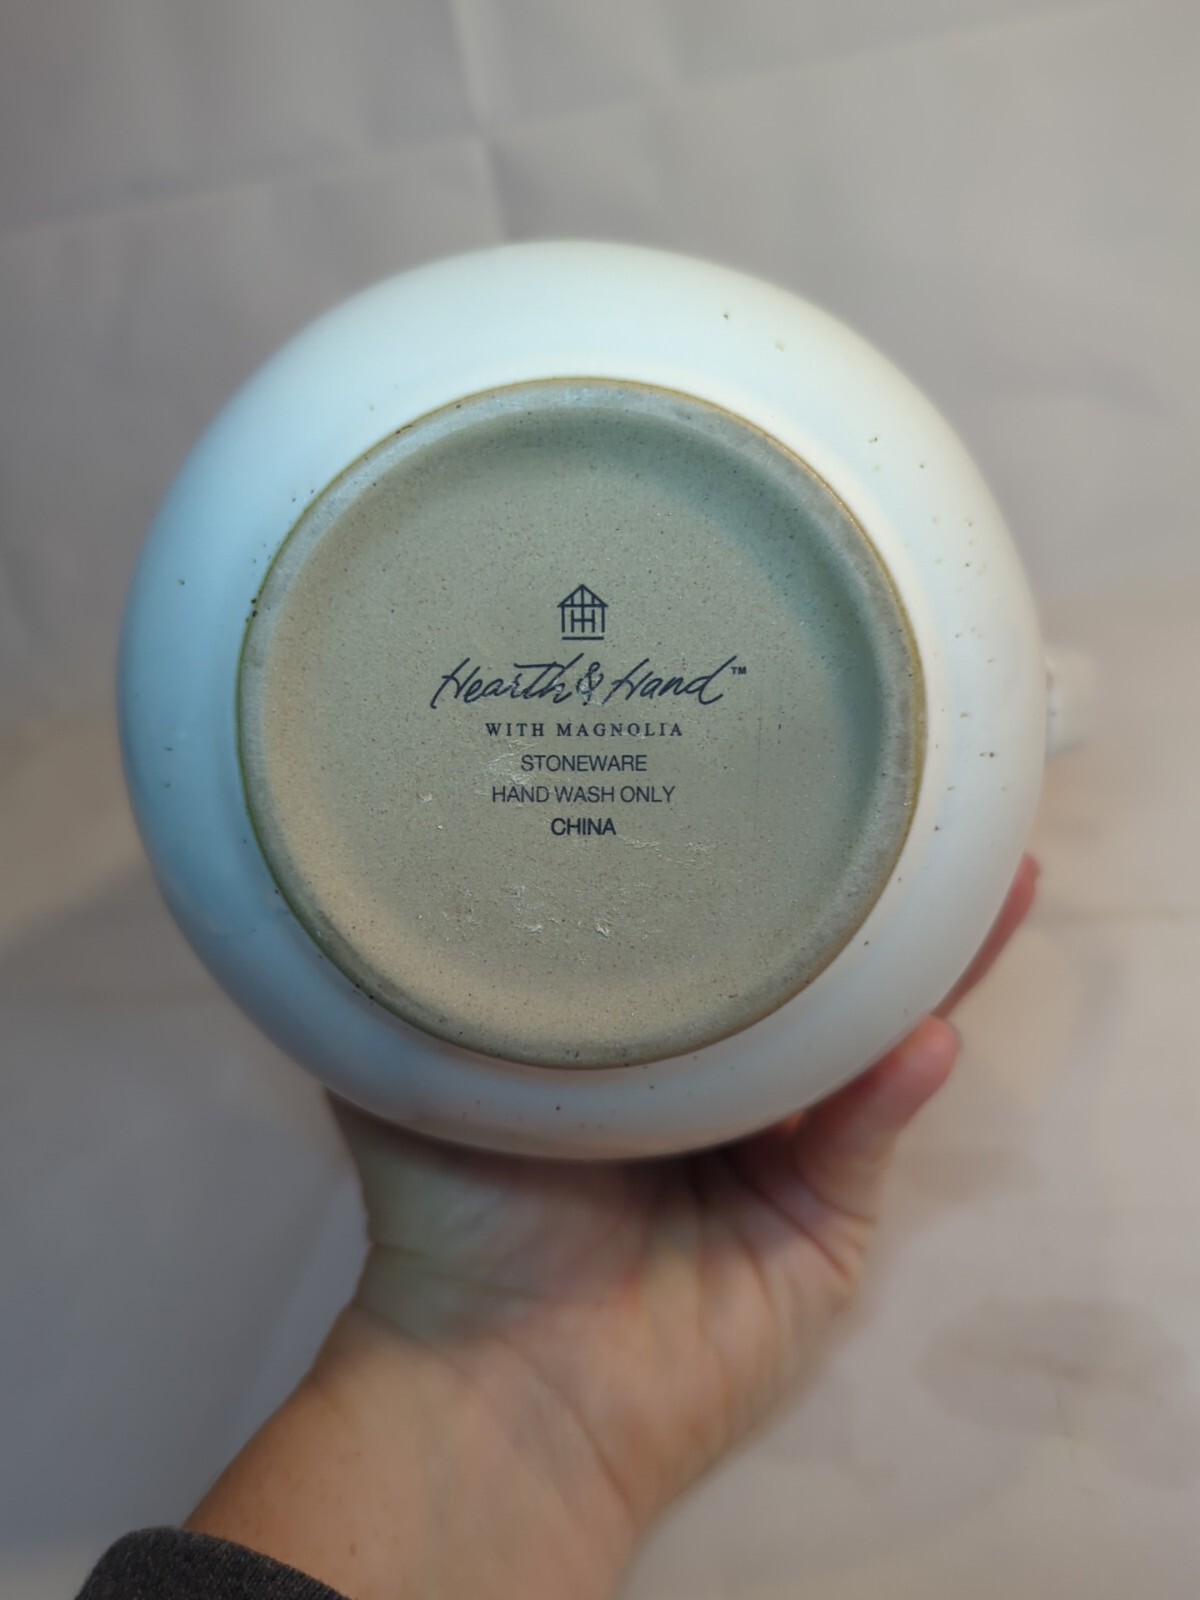 Hearth & Hand™
WITH MAGNOLIA
STONEWARE
HAND WASH ONLY
CHINA